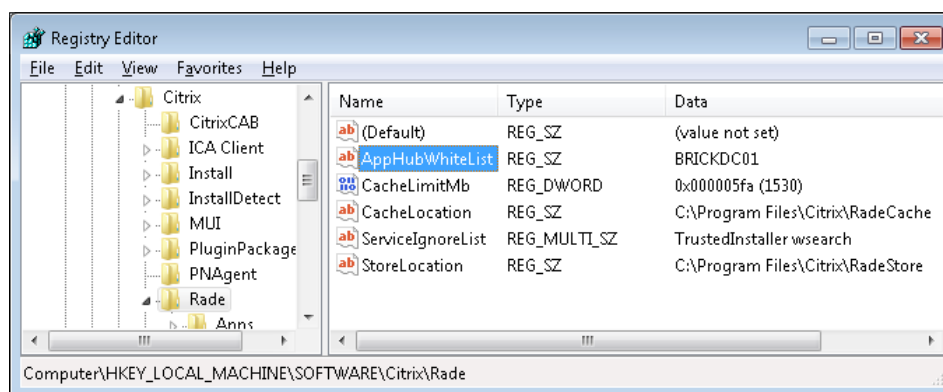 Registry Editor
File Edit View Favorites Help
Citrix
CitrixCAB
ICA Client
Install
InstallDetect
MUI
PluginPackage
PNAgent
Rade
Apps
Name Type Data
(Default) REG_SZ (value not set)
AppHubWhiteList REG_SZ BRICKDC01
CacheLimitMb REG_DWORD 0x000005fa (1530)
CacheLocation REG_SZ C:\Program Files\Citrix\RadeCache
ServiceIgnoreList REG_MULTI_SZ TrustedInstaller wsearch
StoreLocation REG_SZ C:\Program Files\Citrix\RadeStore
Computer\HKEY_LOCAL_MACHINE\SOFTWARE\Citrix\Rade